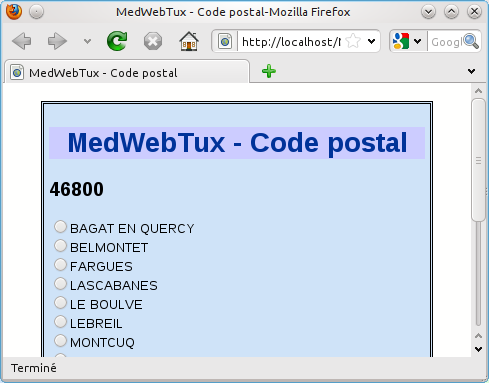 MedWebTux - Code postal-Mozilla Firefox
http://localhost/
Googl
MedWebTux - Code postal
MedWebTux - Code postal
46800
BAGAT EN QUERCY
BELMONTET
FARGUES
LASCABANES
LE BOULVE
LEBREIL
MONTCUQ
Terminé